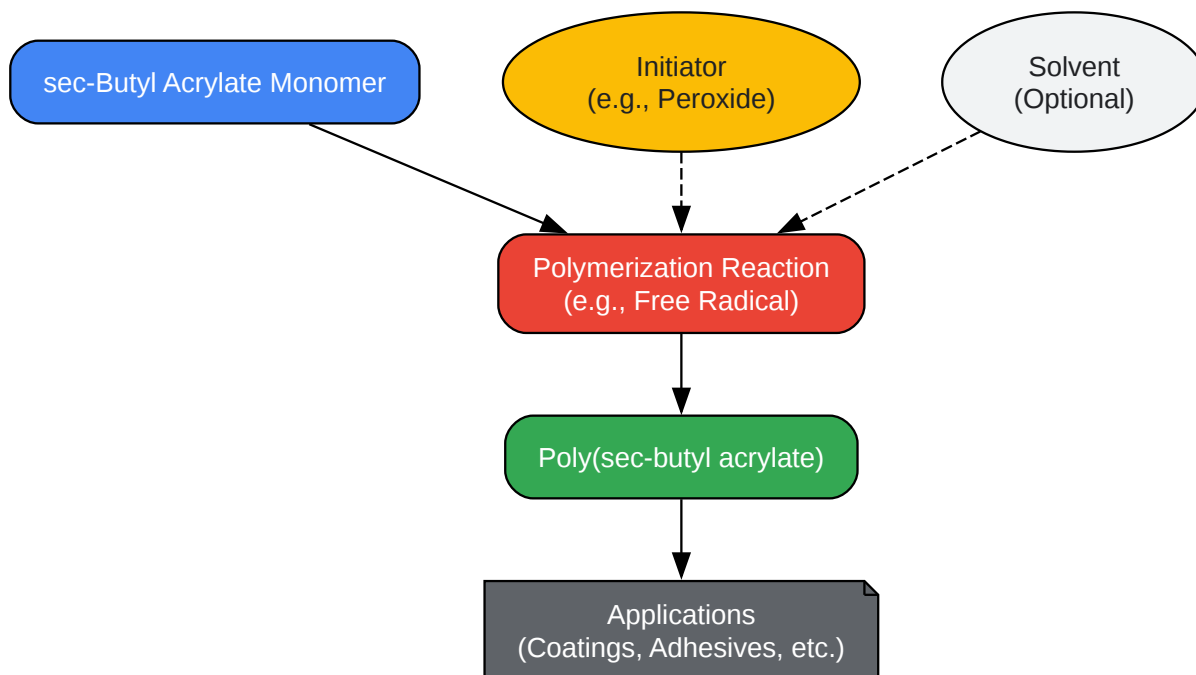 sec-Butyl Acrylate Monomer
Initiator
(e.g., Peroxide)
Solvent
(Optional)
Polymerization Reaction
(e.g., Free Radical)
Poly(sec-butyl acrylate)
Applications
(Coatings, Adhesives, etc.)